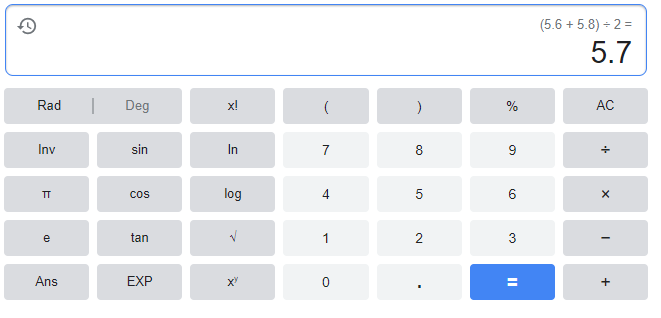 (5.6 + 5.8) ÷ 2 =
5.7
Rad | Deg x! ( ) % AC
Inv sin ln 7 8 9 ÷
π cos log 4 5 6 ×
e tan √ 1 2 3 −
Ans EXP xʸ 0 . = +